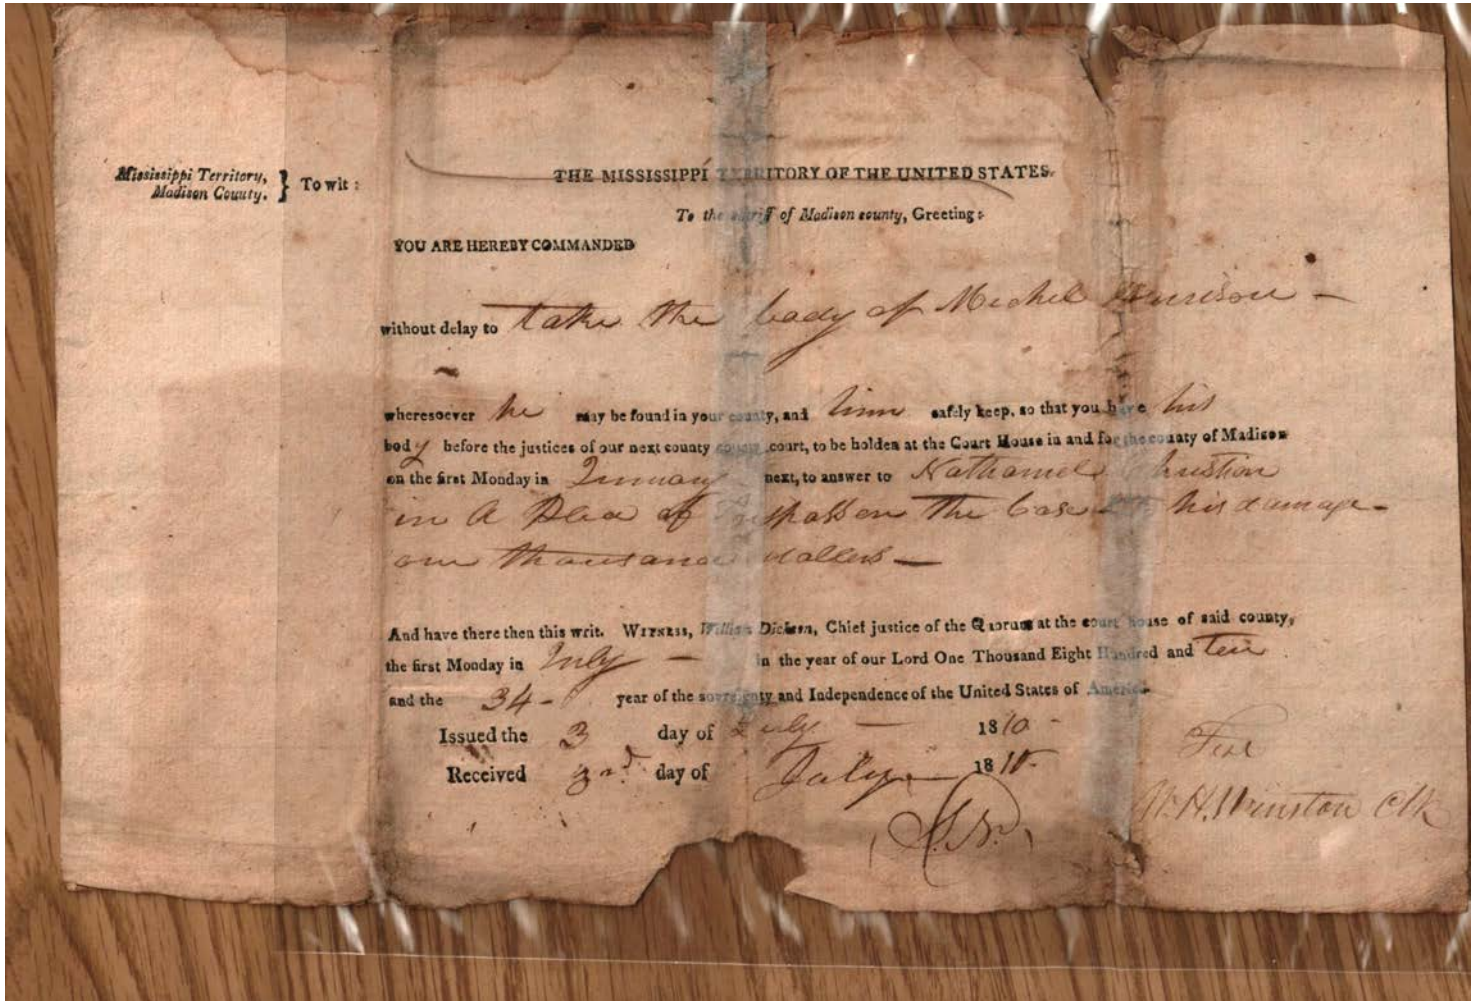 Mississippi Territory,
Madison County. } To wit :
THE MISSISSIPPI TERRITORY OF THE UNITED STATES.
To the sheriff of Madison county, Greeting:
YOU ARE HEREBY COMMANDED
without delay to take the body of Michel
wheresoever he may be found in your county, and him safely keep, so that you have his
body before the justices of our next county court, to be holden at the Court House in and for the county of Madison
on the first Monday in January next, to answer to Nathaniel Christian
in A Plea of Trespass on the Case his damage
one thousand dollars
And have there then this writ. WITNESS, William Dickson, Chief justice of the Quorum at the court house of said county,
the first Monday in July in the year of our Lord One Thousand Eight Hundred and ten
and the 34 year of the sovereignty and Independence of the United States of America.
Issued the 3 day of July 1810
Received 3rd day of July 1810
W.H. Winston Clk